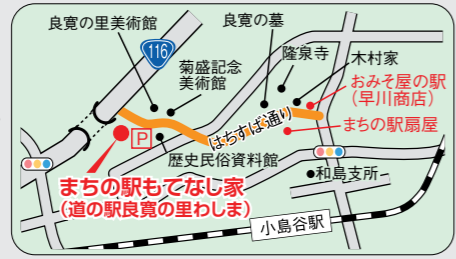 良寛の里美術館
良寛の墓
隆泉寺
木村家
116
菊盛記念
美術館
おみそ屋の駅
(早川商店)
はちすば通り
まちの駅扇屋
P
歴史民俗資料館
和島支所
まちの駅もてなし家
(道の駅良寛の里わしま)
小島谷駅